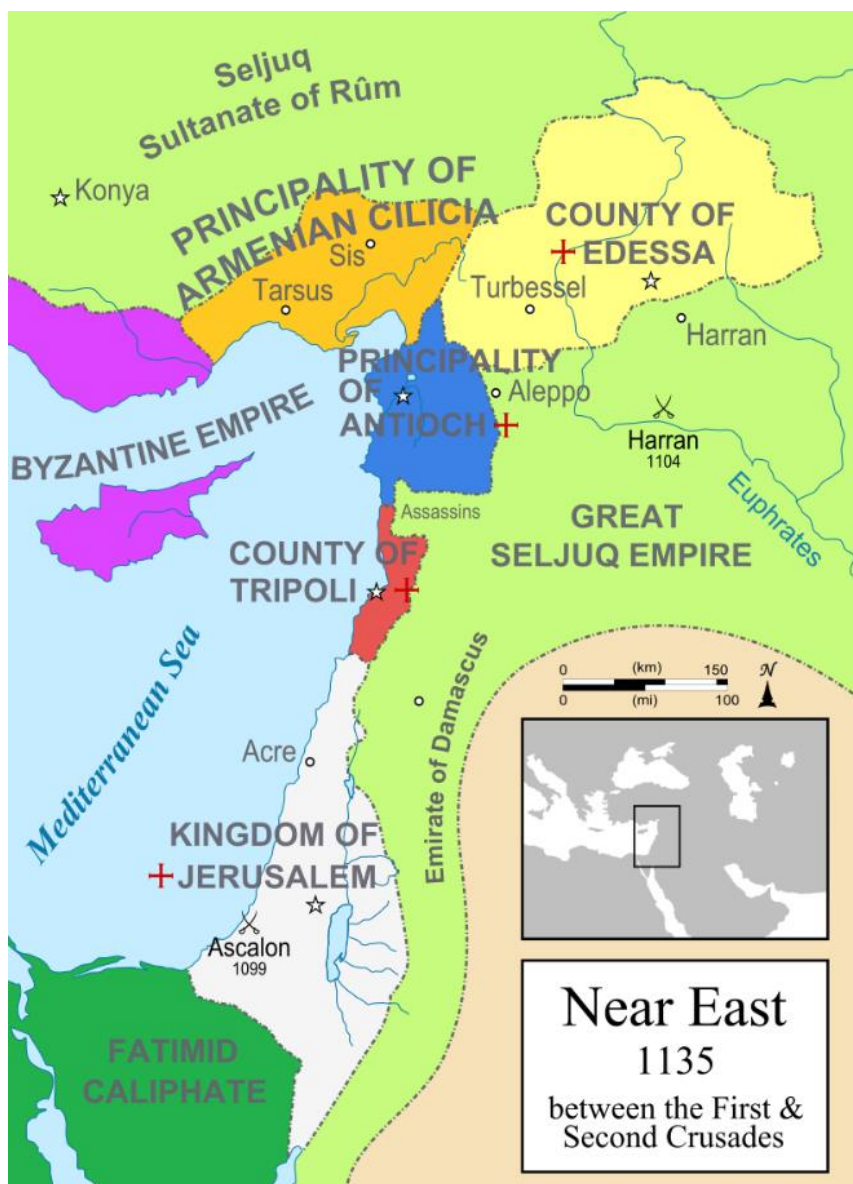 Seljuq
Sultanate of Rûm
Konya
PRINCIPALITY OF
ARMENIAN CILICIA
Sis
Tarsus
COUNTY OF
EDESSA
Turbessel
Harran
PRINCIPALITY
OF
ANTIOCH
Aleppo
Harran
1104
BYZANTINE EMPIRE
Euphrates
Assassins
GREAT
SELJUQ EMPIRE
COUNTY OF
TRIPOLI
Mediterranean Sea
Emirate of Damascus
0 (km) 150
0 (mi) 100
N
Acre
KINGDOM OF
JERUSALEM
Ascalon
1099
FATIMID
CALIPHATE
Near East
1135
between the First &
Second Crusades